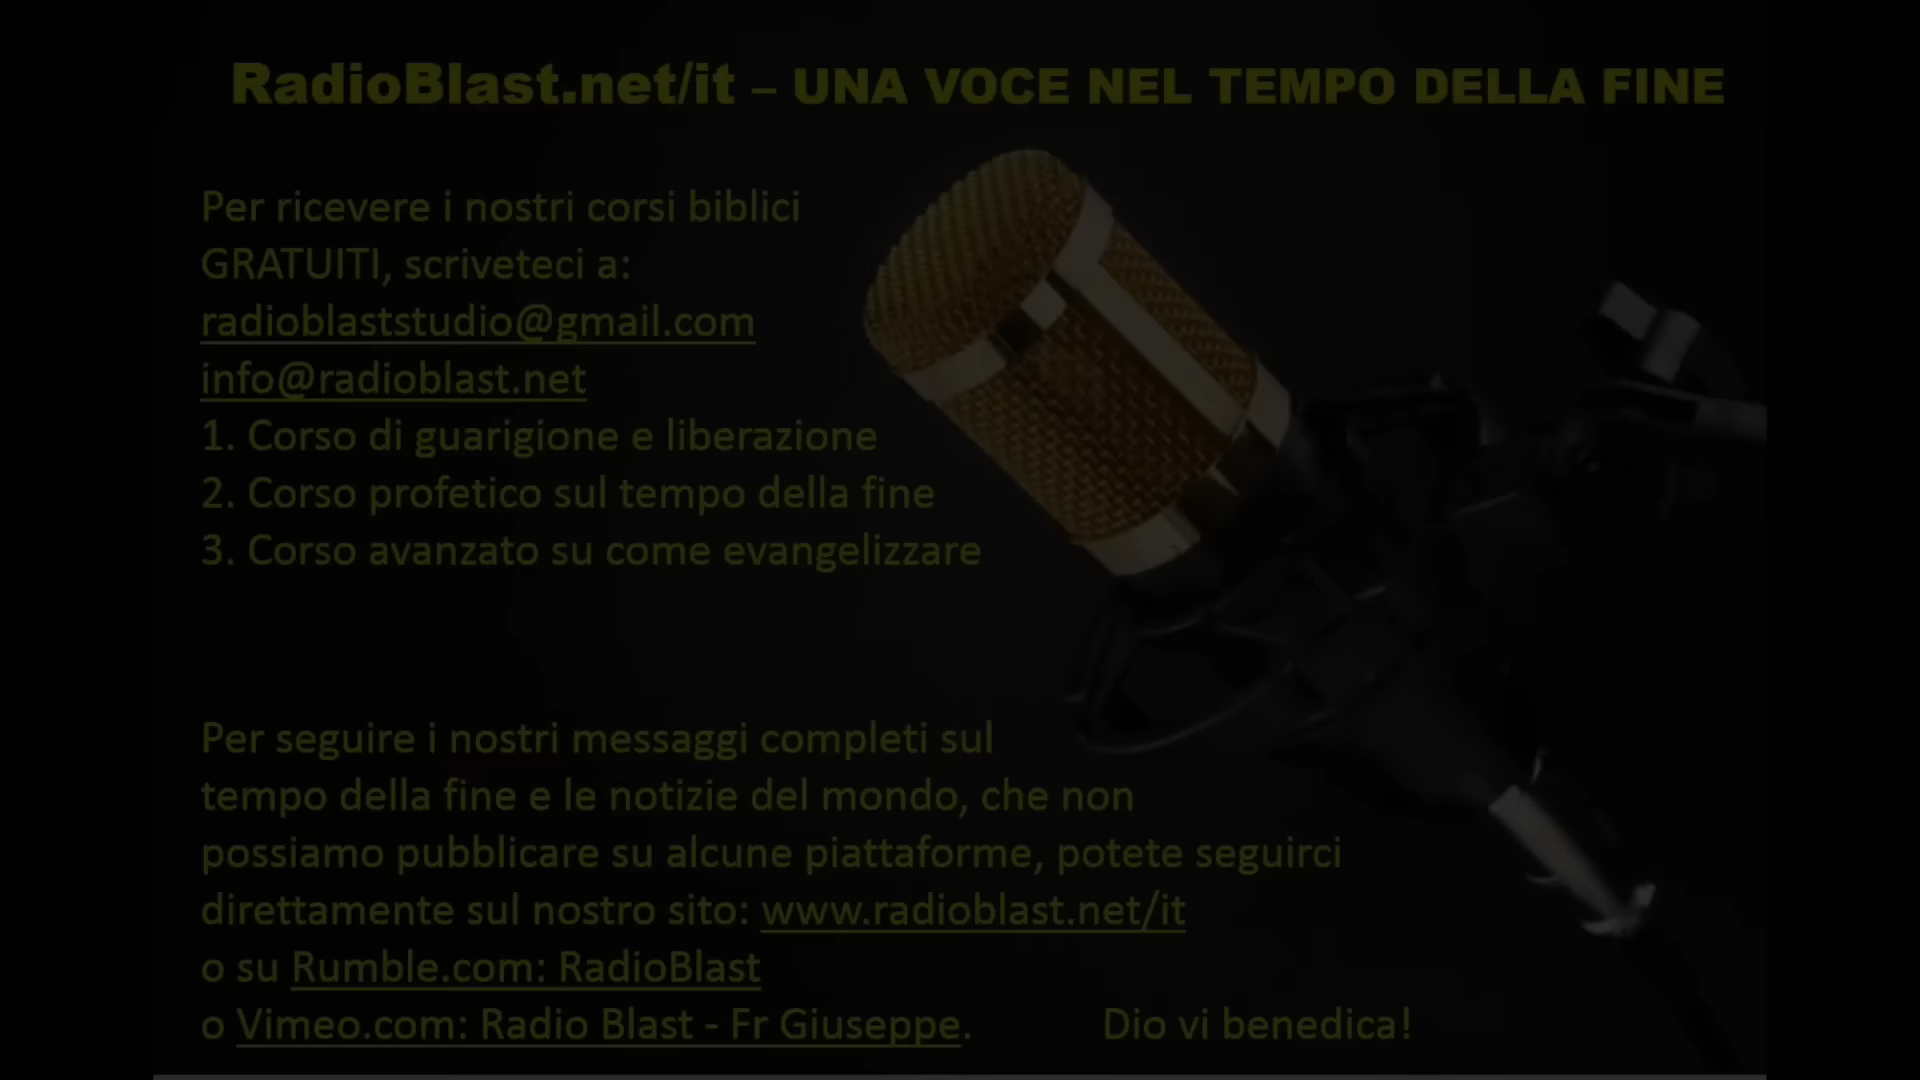 RadioBlast.net/it – UNA VOCE NEL TEMPO DELLA FINE
Per ricevere i nostri corsi biblici
GRATUITI, scriveteci a:
radioblaststudio@gmail.com
info@radioblast.net
1. Corso di guarigione e liberazione
2. Corso profetico sul tempo della fine
3. Corso avanzato su come evangelizzare
Per seguire i nostri messaggi completi sul
tempo della fine e le notizie del mondo, che non
possiamo pubblicare su alcune piattaforme, potete seguirci
direttamente sul nostro sito: www.radioblast.net/it
o su Rumble.com: RadioBlast
o Vimeo.com: Radio Blast - Fr Giuseppe. Dio vi benedica!